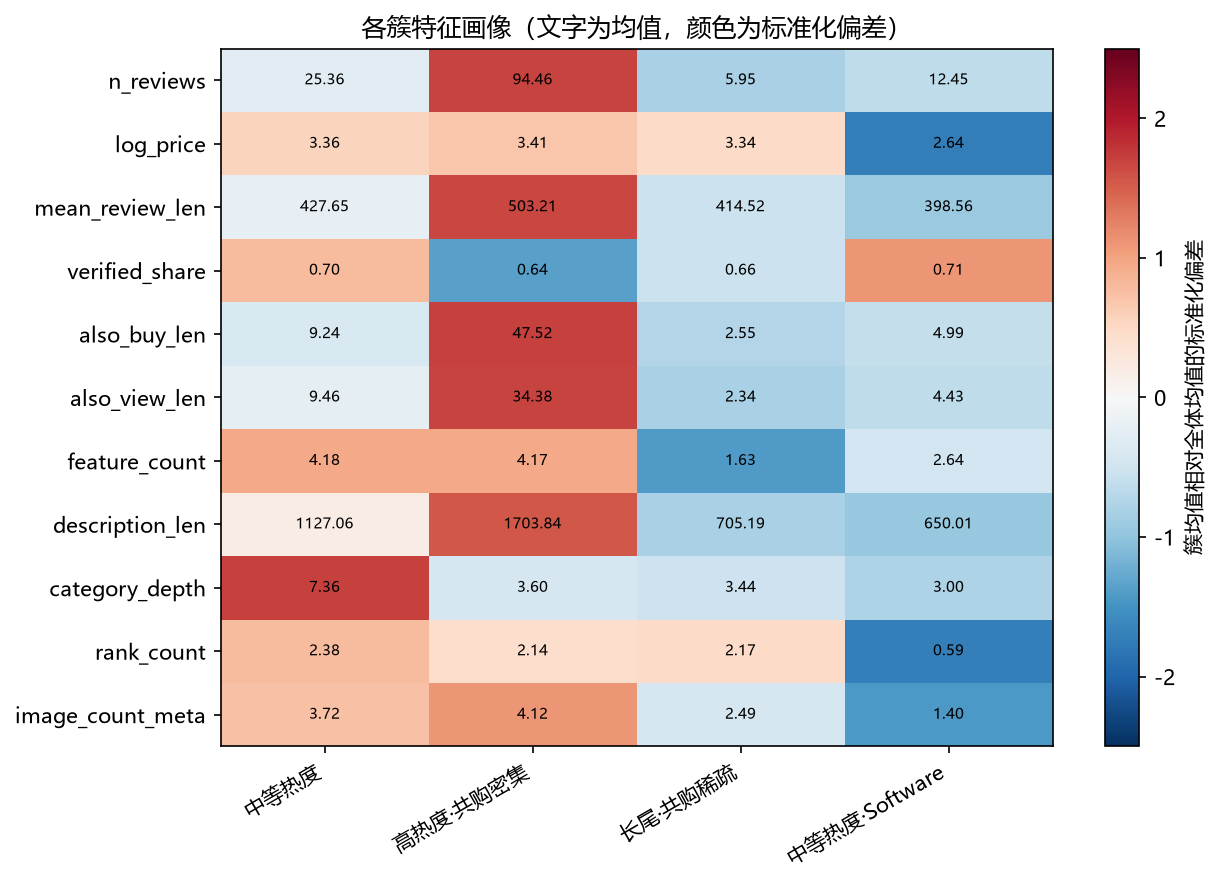 各簇特征画像（文字为均值，颜色为标准化偏差）
n_reviews 25.36 94.46 5.95 12.45
log_price 3.36 3.41 3.34 2.64
mean_review_len 427.65 503.21 414.52 398.56
verified_share 0.70 0.64 0.66 0.71
also_buy_len 9.24 47.52 2.55 4.99
also_view_len 9.46 34.38 2.34 4.43
feature_count 4.18 4.17 1.63 2.64
description_len 1127.06 1703.84 705.19 650.01
category_depth 7.36 3.60 3.44 3.00
rank_count 2.38 2.14 2.17 0.59
image_count_meta 3.72 4.12 2.49 1.40
中等热度
高热度·共购密集
长尾·共购稀疏
中等热度·Software
2
1
0
-1
-2
簇均值相对全体均值的标准化偏差